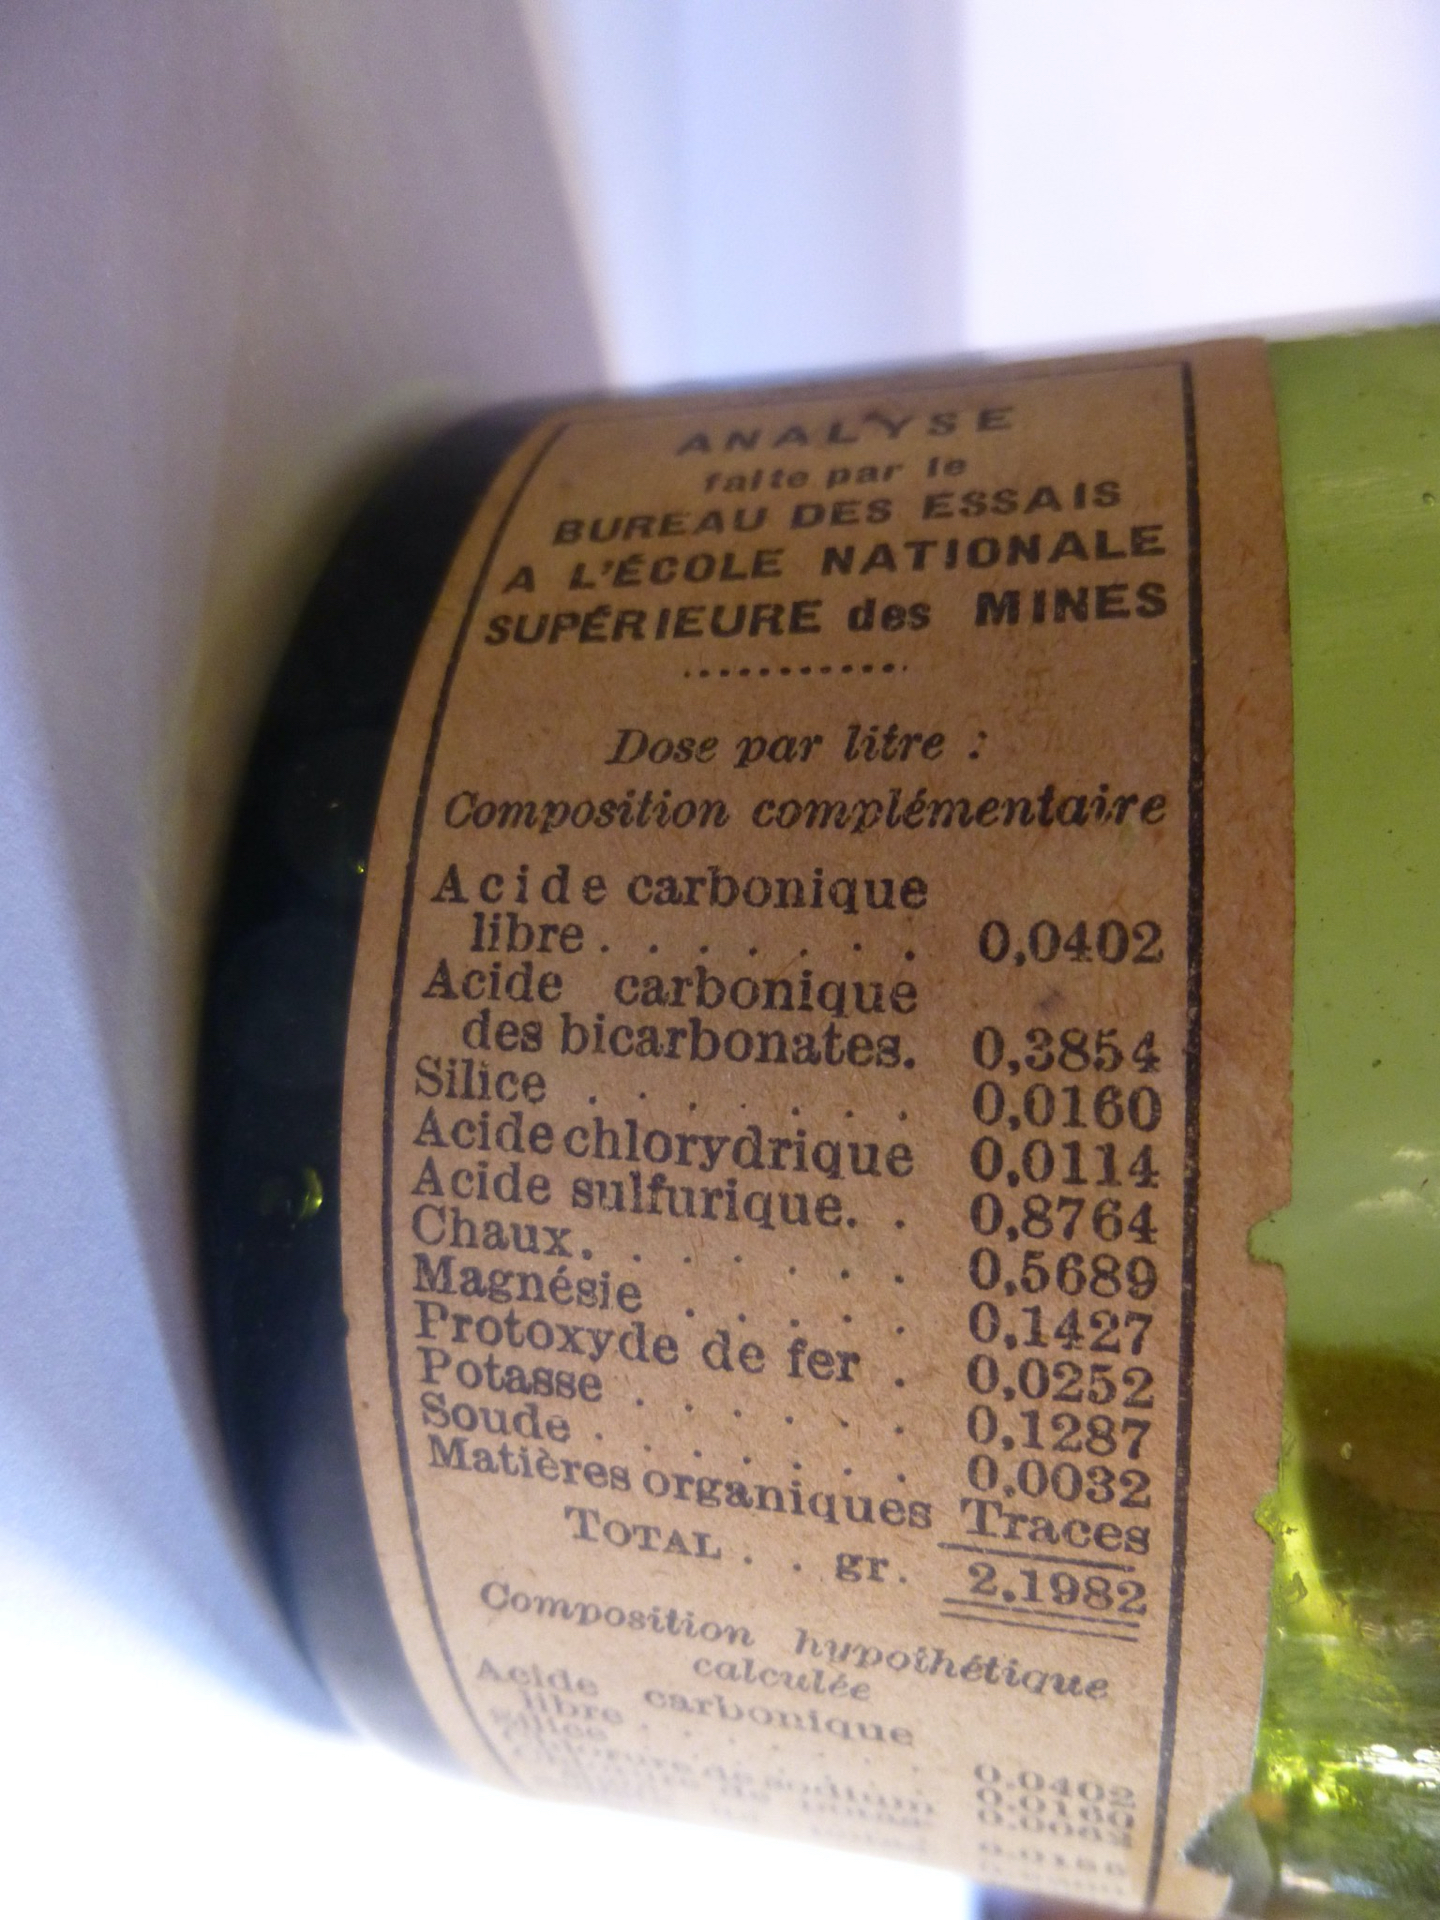 ANALYSE
faite par le
BUREAU DES ESSAIS
A L'ÉCOLE NATIONALE
SUPÉRIEURE des MINES
...........
Dose par litre :
Composition complémentaire
Acide carbonique
libre . . . . . . . 0,0402
Acide carbonique
des bicarbonates. 0,3854
Silice . . . . . . . 0,0160
Acide chlorydrique 0,0114
Acide sulfurique. . 0,8764
Chaux. . . . . . . 0,5689
Magnésie . . . . . 0,1427
Protoxyde de fer . 0,0252
Potasse . . . . . . 0,1287
Soude . . . . . . . 0,0032
Matières organiques Traces
TOTAL . . gr. 2,1982
Composition hypothétique
calculée
Acide carbonique
libre . . . . . . 0,0402
Silice . . . . . . 0,0160